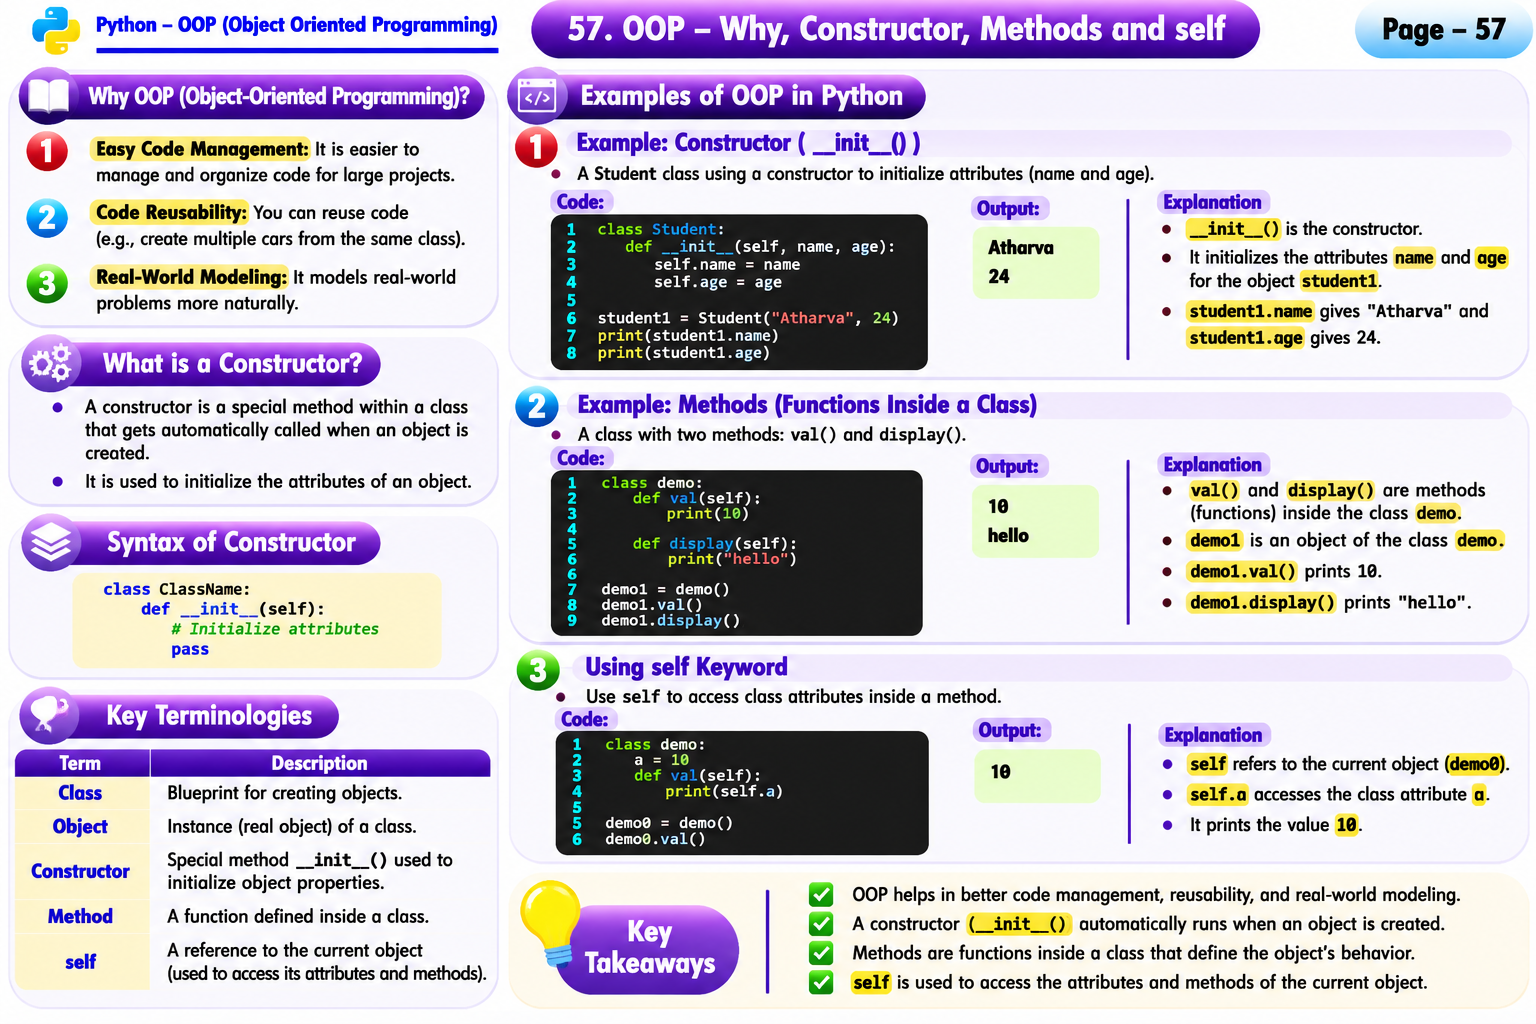 Python – OOP (Object Oriented Programming)
57. OOP – Why, Constructor, Methods and self
Page – 57
Why OOP (Object-Oriented Programming)?
1 Easy Code Management: It is easier to
manage and organize code for large projects.
2 Code Reusability: You can reuse code
(e.g., create multiple cars from the same class).
3 Real-World Modeling: It models real-world
problems more naturally.
What is a Constructor?
• A constructor is a special method within a class
that gets automatically called when an object is
created.
• It is used to initialize the attributes of an object.
Syntax of Constructor
class ClassName:
def __init__(self):
# Initialize attributes
pass
Key Terminologies
Term Description
Class Blueprint for creating objects.
Object Instance (real object) of a class.
Constructor Special method __init__() used to
initialize object properties.
Method A function defined inside a class.
self A reference to the current object
(used to access its attributes and methods).
</> Examples of OOP in Python
1 Example: Constructor ( __init__() )
• A Student class using a constructor to initialize attributes (name and age).
Code:
1 class Student:
2 def __init__(self, name, age):
3 self.name = name
4 self.age = age
5
6 student1 = Student("Atharva", 24)
7 print(student1.name)
8 print(student1.age)
Output:
Atharva
24
Explanation
• __init__() is the constructor.
• It initializes the attributes name and age
for the object student1.
• student1.name gives "Atharva" and
student1.age gives 24.
2 Example: Methods (Functions Inside a Class)
• A class with two methods: val() and display().
Code:
1 class demo:
2 def val(self):
3 print(10)
4
5 def display(self):
6 print("hello")
6
7 demo1 = demo()
8 demo1.val()
9 demo1.display()
Output:
10
hello
Explanation
• val() and display() are methods
(functions) inside the class demo.
• demo1 is an object of the class demo.
• demo1.val() prints 10.
• demo1.display() prints "hello".
3 Using self Keyword
• Use self to access class attributes inside a method.
Code:
1 class demo:
2 a = 10
3 def val(self):
4 print(self.a)
5
5 demo0 = demo()
6 demo0.val()
Output:
10
Explanation
• self refers to the current object (demo0).
• self.a accesses the class attribute a.
• It prints the value 10.
Key
Takeaways
OOP helps in better code management, reusability, and real-world modeling.
A constructor (__init__() automatically runs when an object is created.
Methods are functions inside a class that define the object's behavior.
self is used to access the attributes and methods of the current object.